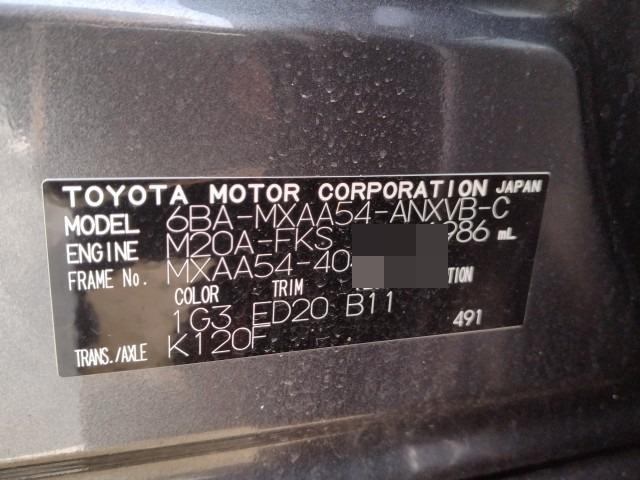 TOYOTA MOTOR CORPORATION JAPAN
MODEL 6BA-MXAA54-ANXVB-C
ENGINE M20A-FKS 986 mL
FRAME No. MXAA54-40
COLOR TRIM
1G3 ED20 B11 491
TRANS./AXLE K120F